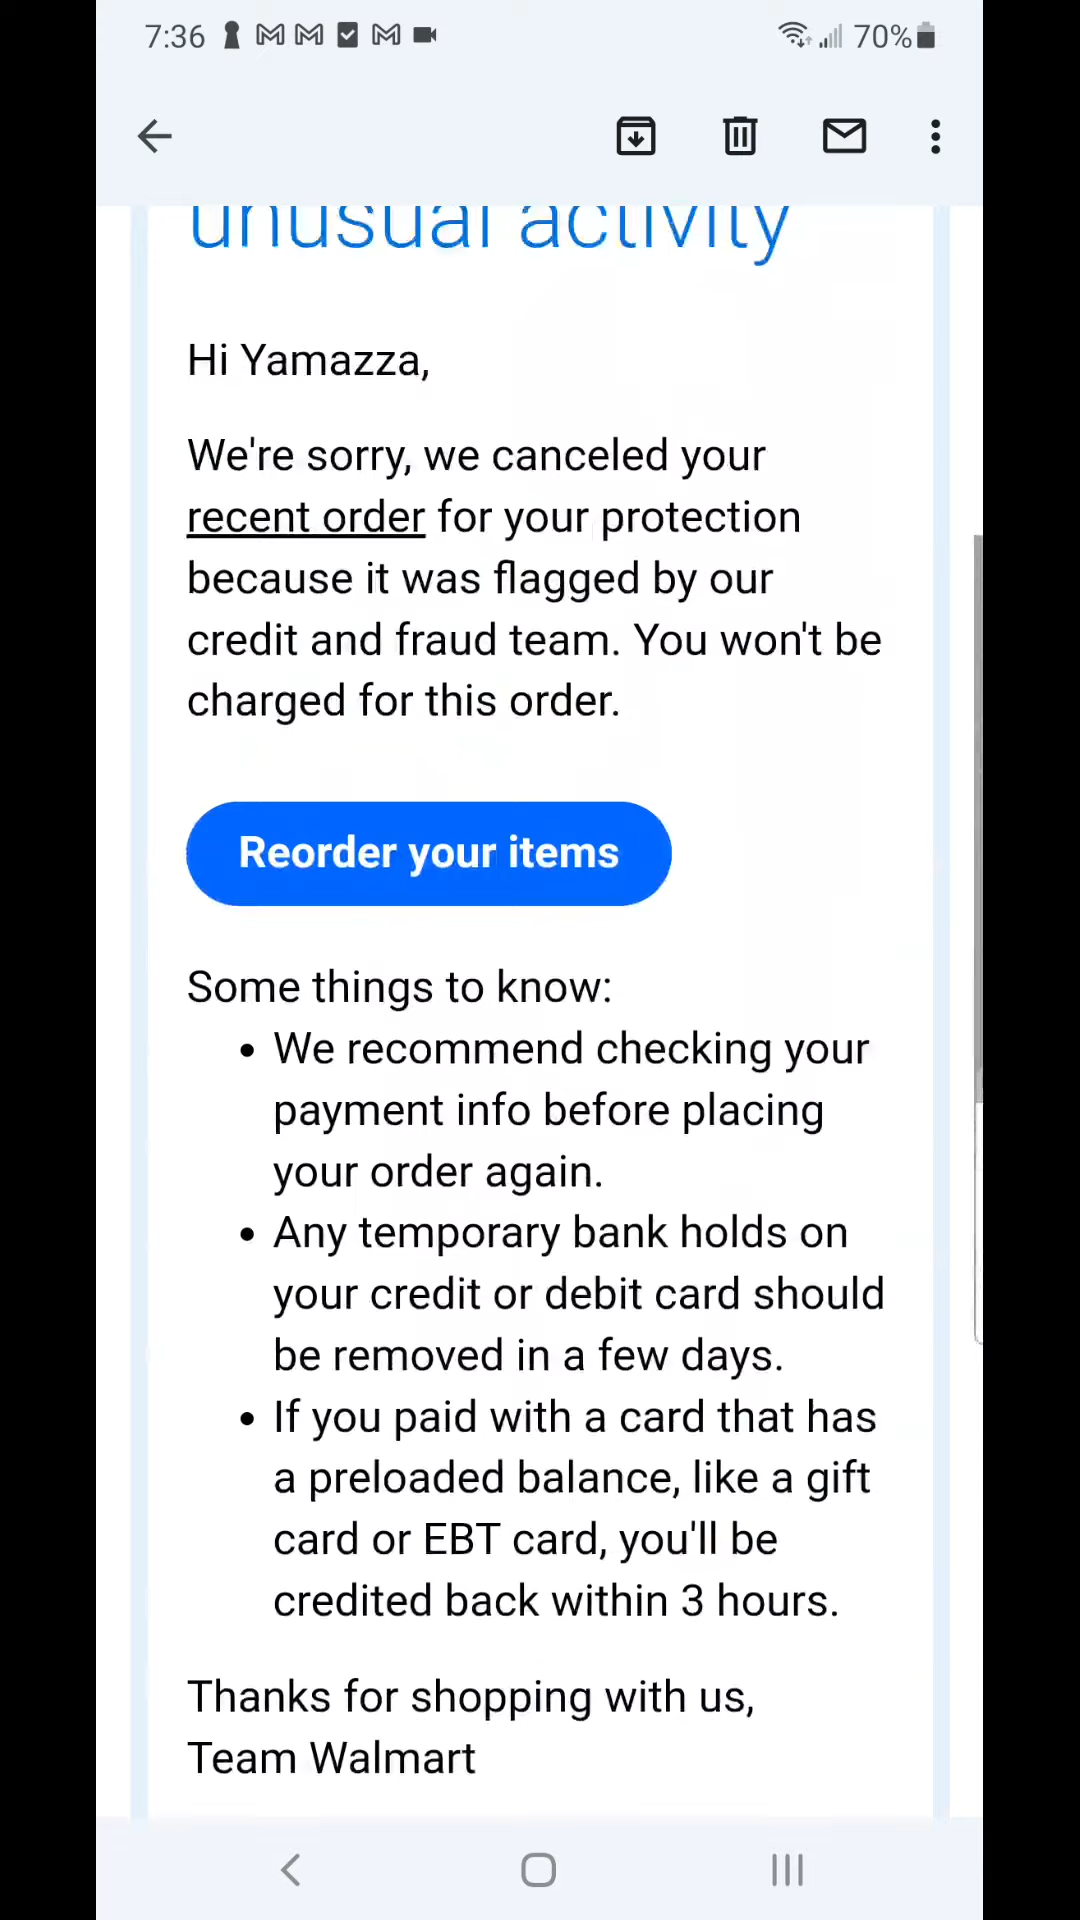 7:36
70%
unusual activity
Hi Yamazza,
We're sorry, we canceled your
recent order for your protection
because it was flagged by our
credit and fraud team. You won't be
charged for this order.
Reorder your items
Some things to know:
• We recommend checking your
payment info before placing
your order again.
• Any temporary bank holds on
your credit or debit card should
be removed in a few days.
• If you paid with a card that has
a preloaded balance, like a gift
card or EBT card, you'll be
credited back within 3 hours.
Thanks for shopping with us,
Team Walmart